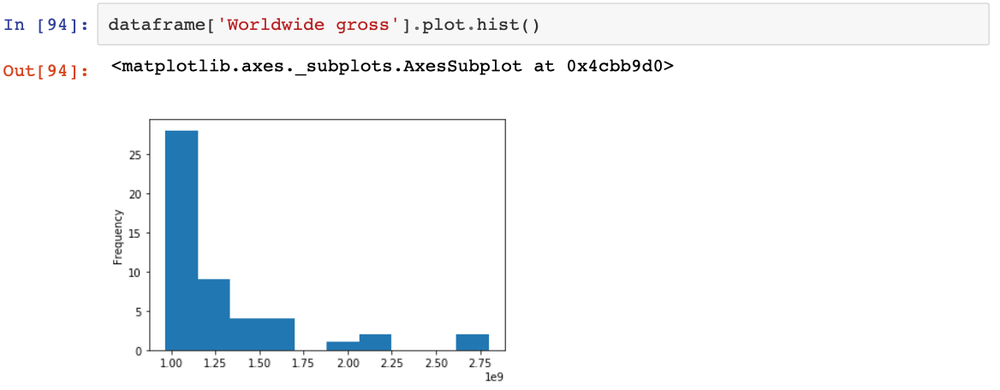 In [94]: dataframe['Worldwide gross'].plot.hist()
Out[94]: <matplotlib.axes._subplots.AxesSubplot at 0x4cbb9d0>
25
20
15
10
5
0
Frequency
1.00 1.25 1.50 1.75 2.00 2.25 2.50 2.75
1e9